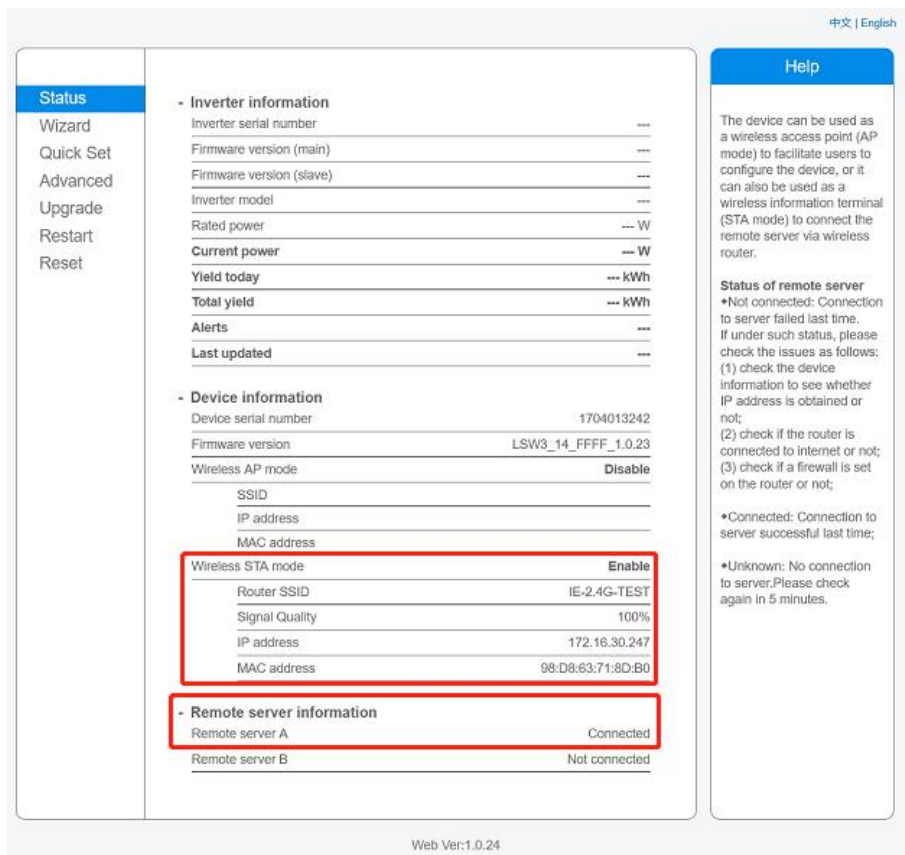 中文 | English
Status
Wizard
Quick Set
Advanced
Upgrade
Restart
Reset
- Inverter information
Inverter serial number ---
Firmware version (main) ---
Firmware version (slave) ---
Inverter model ---
Rated power --- W
Current power --- W
Yield today --- kWh
Total yield --- kWh
Alerts ---
Last updated ---
- Device information
Device serial number 1704013242
Firmware version LSW3_14_FFFF_1.0.23
Wireless AP mode Disable
SSID
IP address
MAC address
Wireless STA mode Enable
Router SSID IE-2.4G-TEST
Signal Quality 100%
IP address 172.16.30.247
MAC address 98:D8:63:71:8D:B0
- Remote server information
Remote server A Connected
Remote server B Not connected
Help
The device can be used as
a wireless access point (AP
mode) to facilitate users to
configure the device, or it
can also be used as a
wireless information terminal
(STA mode) to connect the
remote server via wireless
router.
Status of remote server
◆Not connected: Connection
to server failed last time.
If under such status, please
check the issues as follows:
(1) check the device
information to see whether
IP address is obtained or
not;
(2) check if the router is
connected to internet or not;
(3) check if a firewall is set
on the router or not;
◆Connected: Connection to
server successful last time;
◆Unknown: No connection
to server.Please check
again in 5 minutes.
Web Ver:1.0.24